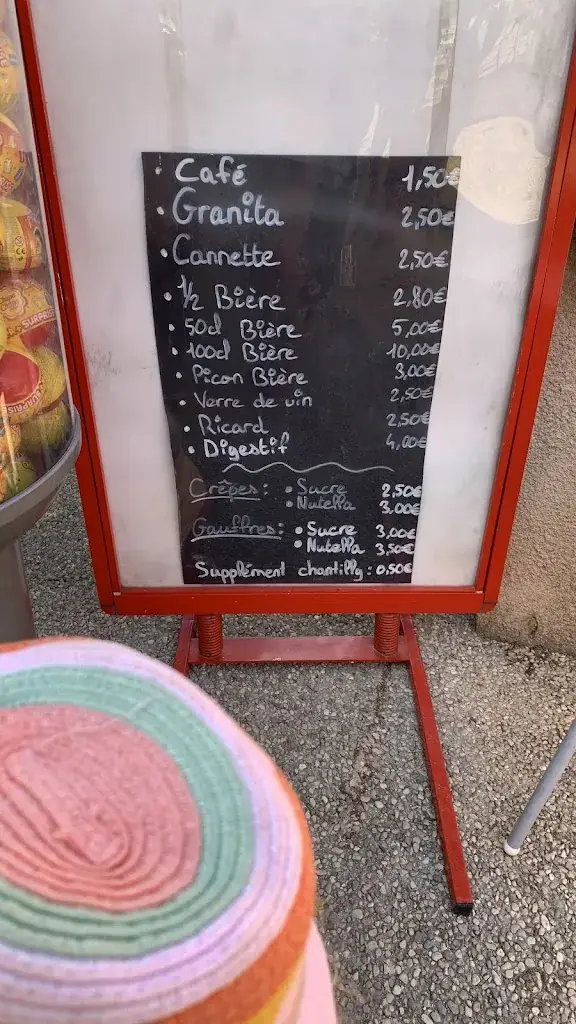 • Café 1,50€
• Granita 2,50€
• Cannette 2,50€
• 1/2 Bière 2,80€
• 50cl Bière 5,00€
• 100cl Bière 10,00€
• Picon Bière 3,00€
• Verre de vin 2,50€
• Ricard 2,50€
• Digestif 4,00€
Crêpes: • Sucre 2,50€
• Nutella 3,00€
Gauffres: • Sucre 3,00€
• Nutella 3,50€
Supplément chantilly: 0,50€
SURPRISE